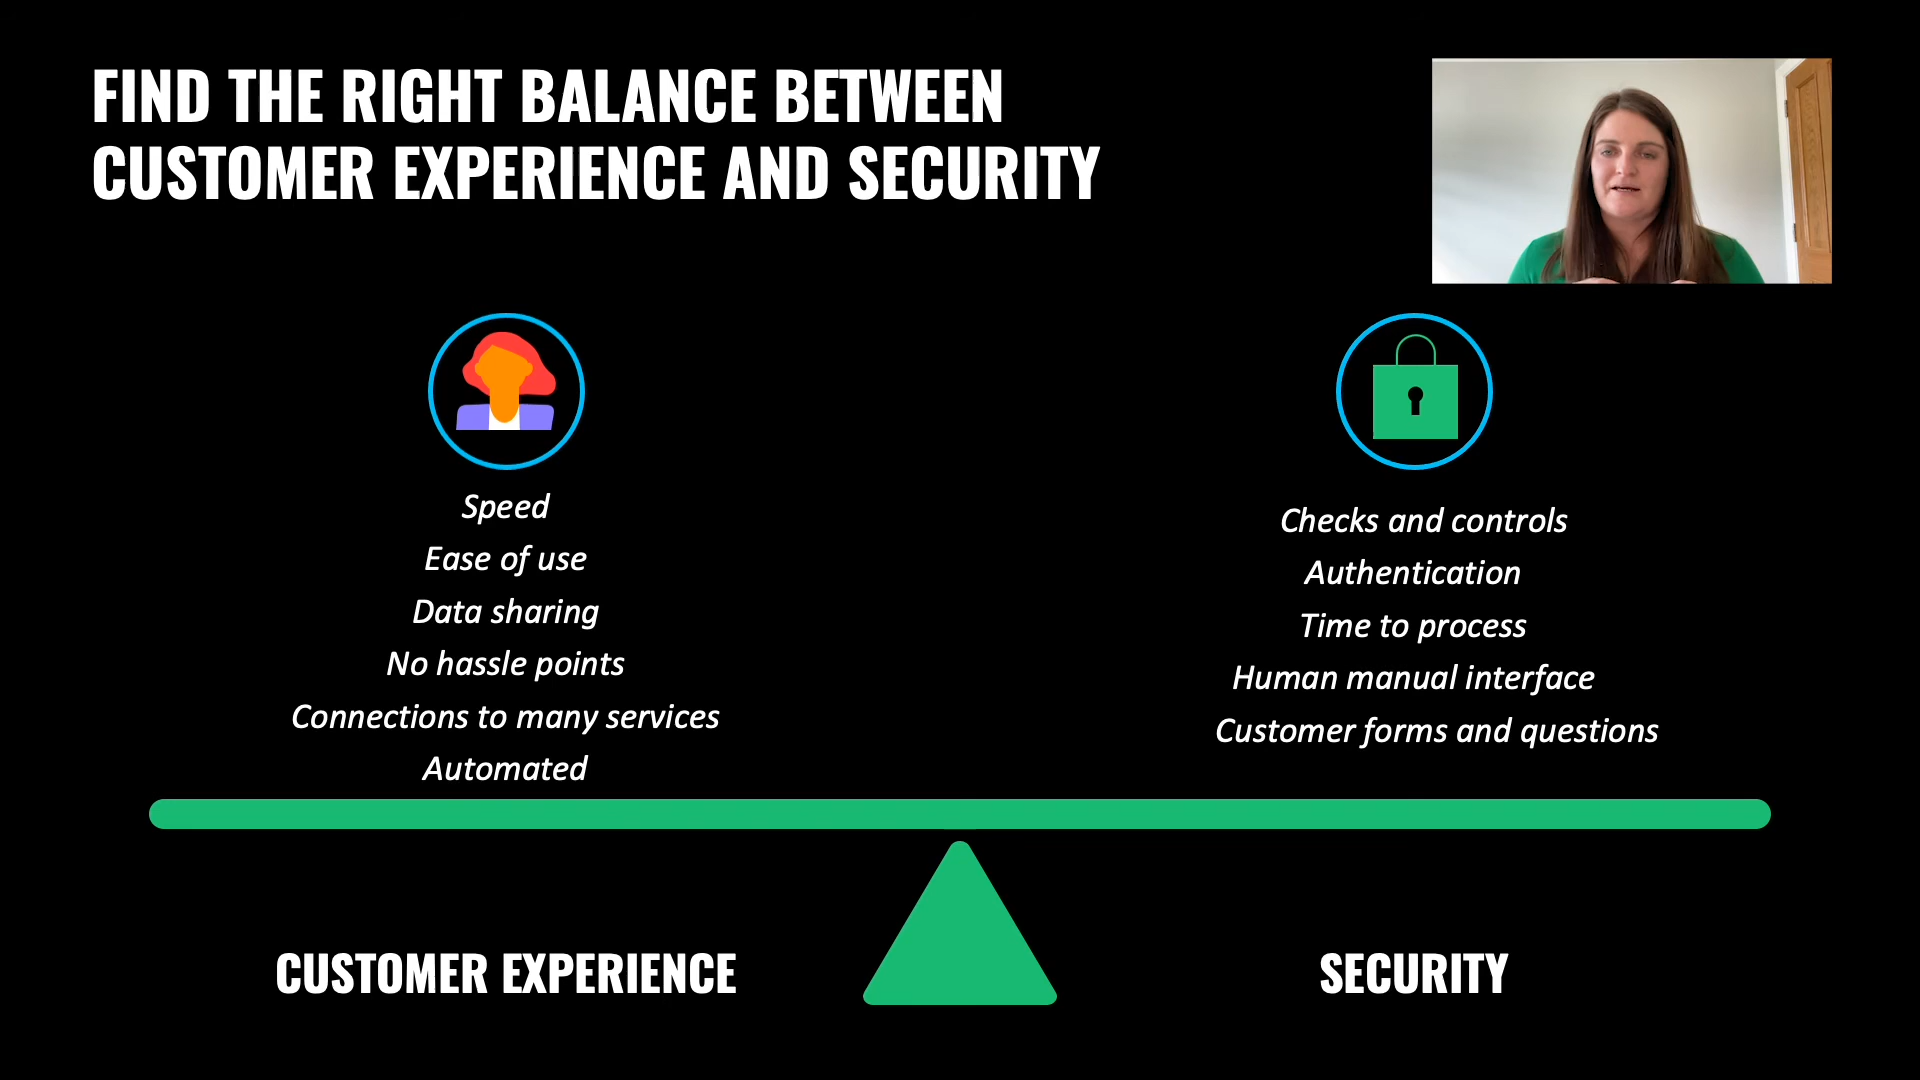 FIND THE RIGHT BALANCE BETWEEN
CUSTOMER EXPERIENCE AND SECURITY
Speed
Ease of use
Data sharing
No hassle points
Connections to many services
Automated
Checks and controls
Authentication
Time to process
Human manual interface
Customer forms and questions
CUSTOMER EXPERIENCE
SECURITY